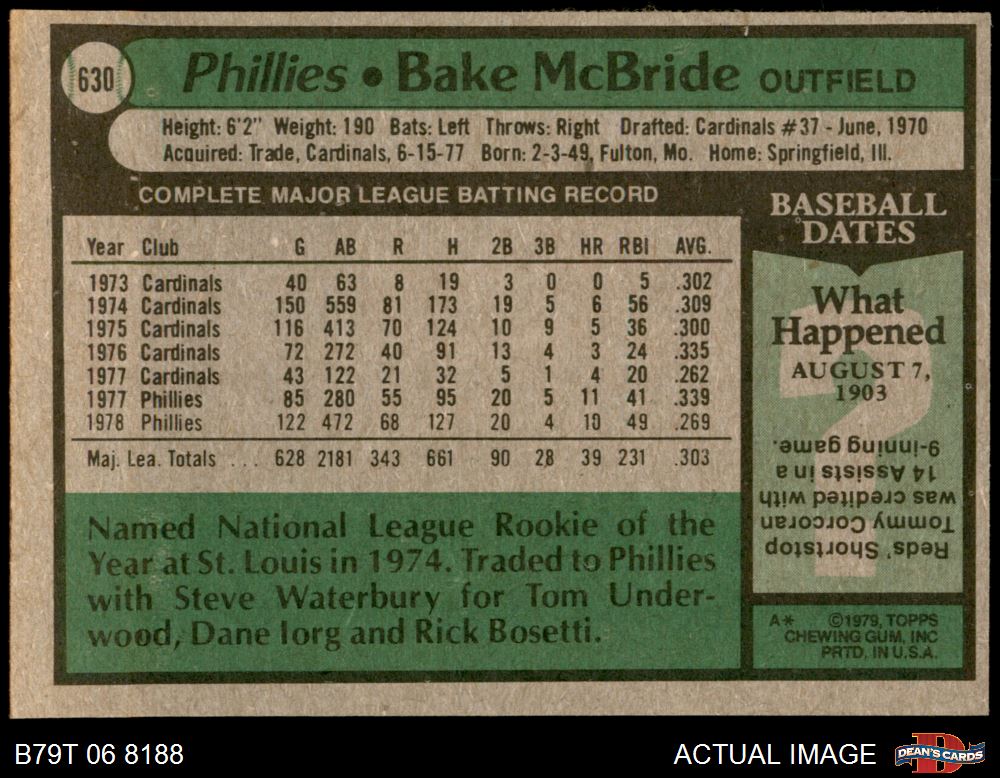 630
Phillies • Bake McBride OUTFIELD
Height: 6'2" Weight: 190 Bats: Left Throws: Right Drafted: Cardinals #37 - June, 1970
Acquired: Trade, Cardinals, 6-15-77 Born: 2-3-49, Fulton, Mo. Home: Springfield, Ill.
COMPLETE MAJOR LEAGUE BATTING RECORD
Year Club G AB R H 2B 3B HR RBI AVG.
1973 Cardinals 40 63 8 19 3 0 0 5 .302
1974 Cardinals 150 559 81 173 19 5 6 56 .309
1975 Cardinals 116 413 70 124 10 9 5 36 .300
1976 Cardinals 72 272 40 91 13 4 3 24 .335
1977 Cardinals 43 122 21 32 5 1 4 20 .262
1977 Phillies 85 280 55 95 20 5 11 41 .339
1978 Phillies 122 472 68 127 20 4 10 49 .269
Maj. Lea. Totals ... 628 2181 343 661 90 28 39 231 .303
Named National League Rookie of the
Year at St. Louis in 1974. Traded to Phillies
with Steve Waterbury for Tom Under-
wood, Dane Iorg and Rick Bosetti.
BASEBALL
DATES
What
Happened
AUGUST 7,
1903
Reds' Shortstop
Tommy Corcoran
was credited with
14 Assists in a
9-inning game.
A* ©1979, TOPPS
CHEWING GUM, INC
PRTD. IN U.S.A.
B79T 06 8188
ACTUAL IMAGE
DEAN'S CARDS